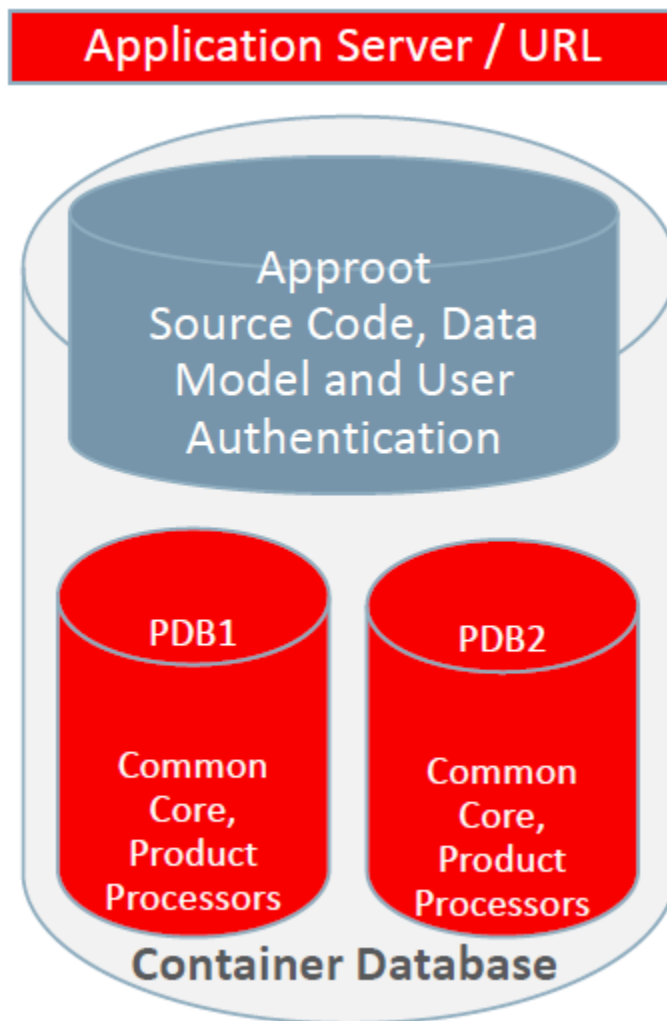 Application Server / URL
Approot
Source Code, Data
Model and User
Authentication
PDB1
Common
Core,
Product
Processors
PDB2
Common
Core,
Product
Processors
Container Database